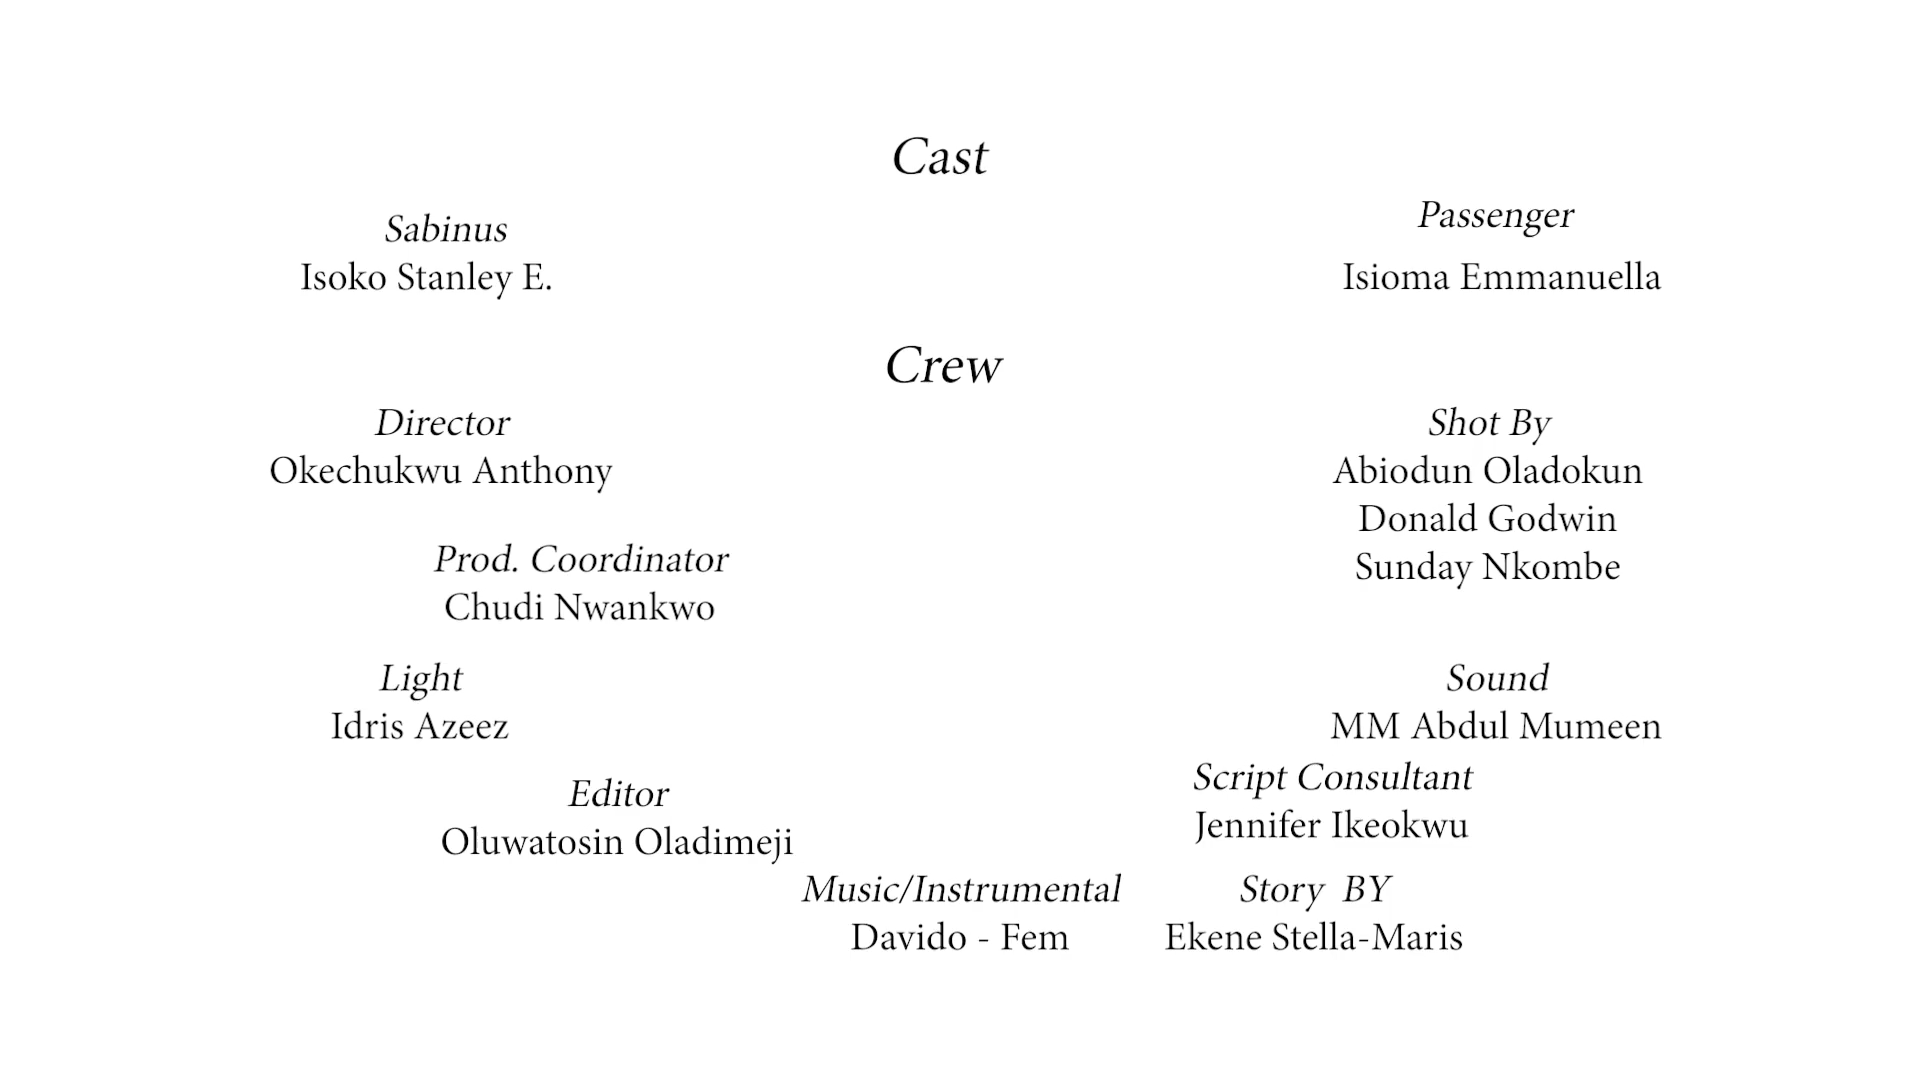 Cast
Sabinus
Isoko Stanley E.
Passenger
Isioma Emmanuella
Crew
Director
Okechukwu Anthony
Shot By
Abiodun Oladokun
Donald Godwin
Sunday Nkombe
Prod. Coordinator
Chudi Nwankwo
Light
Idris Azeez
Sound
MM Abdul Mumeen
Editor
Oluwatosin Oladimeji
Script Consultant
Jennifer Ikeokwu
Music/Instrumental
Davido - Fem
Story BY
Ekene Stella-Maris